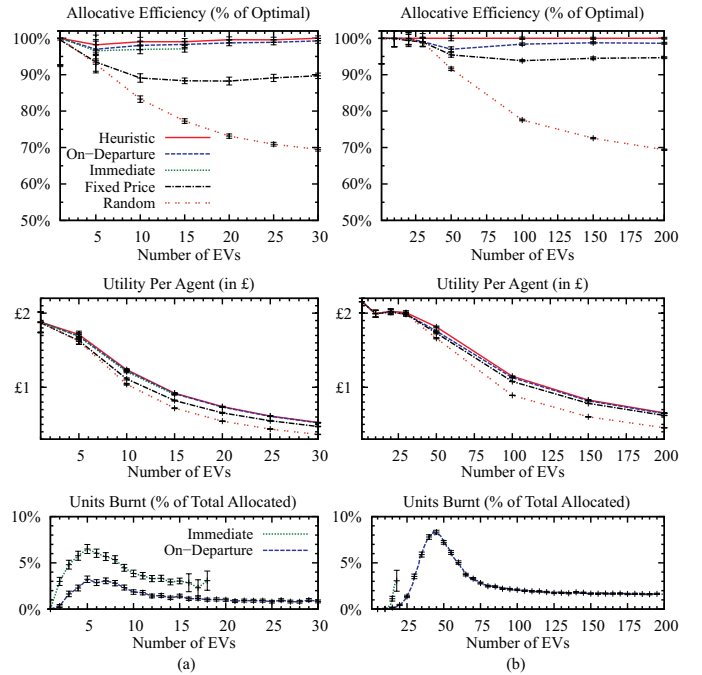 Allocative Efficiency (% of Optimal)
100%
90%
80%
70%
60%
50%
Heuristic
On−Departure
Immediate
Fixed Price
Random
5 10 15 20 25 30
Number of EVs
Allocative Efficiency (% of Optimal)
100%
90%
80%
70%
60%
50%
25 50 75 100 125 150 175 200
Number of EVs
Utility Per Agent (in £)
£2
£1
5 10 15 20 25 30
Number of EVs
Utility Per Agent (in £)
£2
£1
25 50 75 100 125 150 175 200
Number of EVs
Units Burnt (% of Total Allocated)
10%
5%
0%
Immediate
On−Departure
5 10 15 20 25 30
Number of EVs
(a)
Units Burnt (% of Total Allocated)
10%
5%
0%
25 50 75 100 125 150 175 200
Number of EVs
(b)